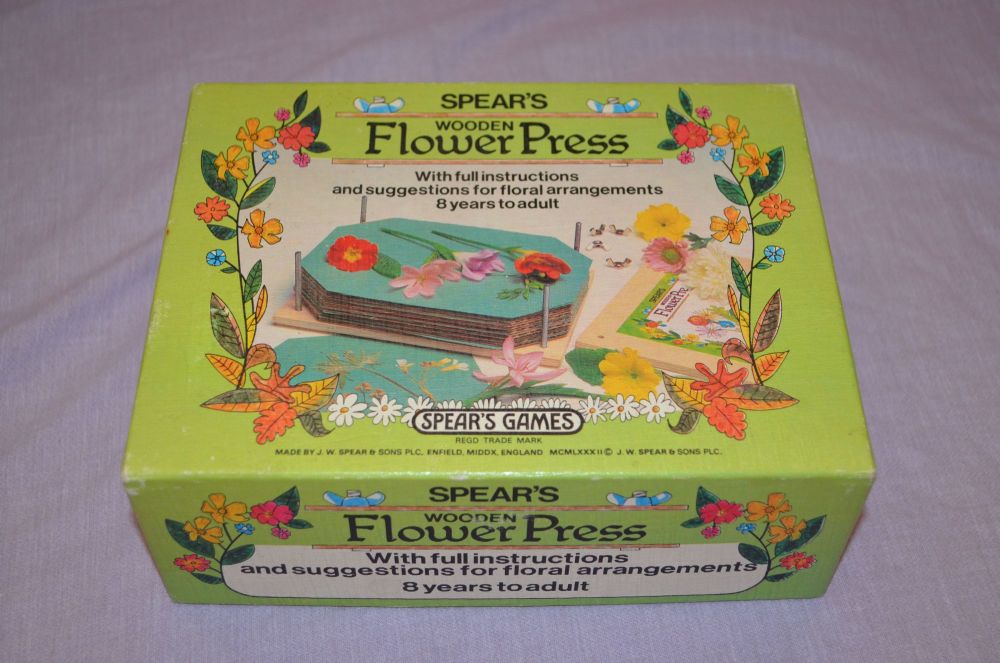 SPEAR'S
WOODEN
Flower Press
With full instructions
and suggestions for floral arrangements
8 years to adult
SPEAR'S
WOODEN
Flower Pre
SPEAR'S GAMES
REGD TRADE MARK
MADE BY J. W. SPEAR & SONS PLC, ENFIELD, MIDDX, ENGLAND MCMLXXXII © J. W. SPEAR & SONS PLC.
SPEAR'S
WOODEN
Flower Press
With full instructions
and suggestions for floral arrangements
8 years to adult